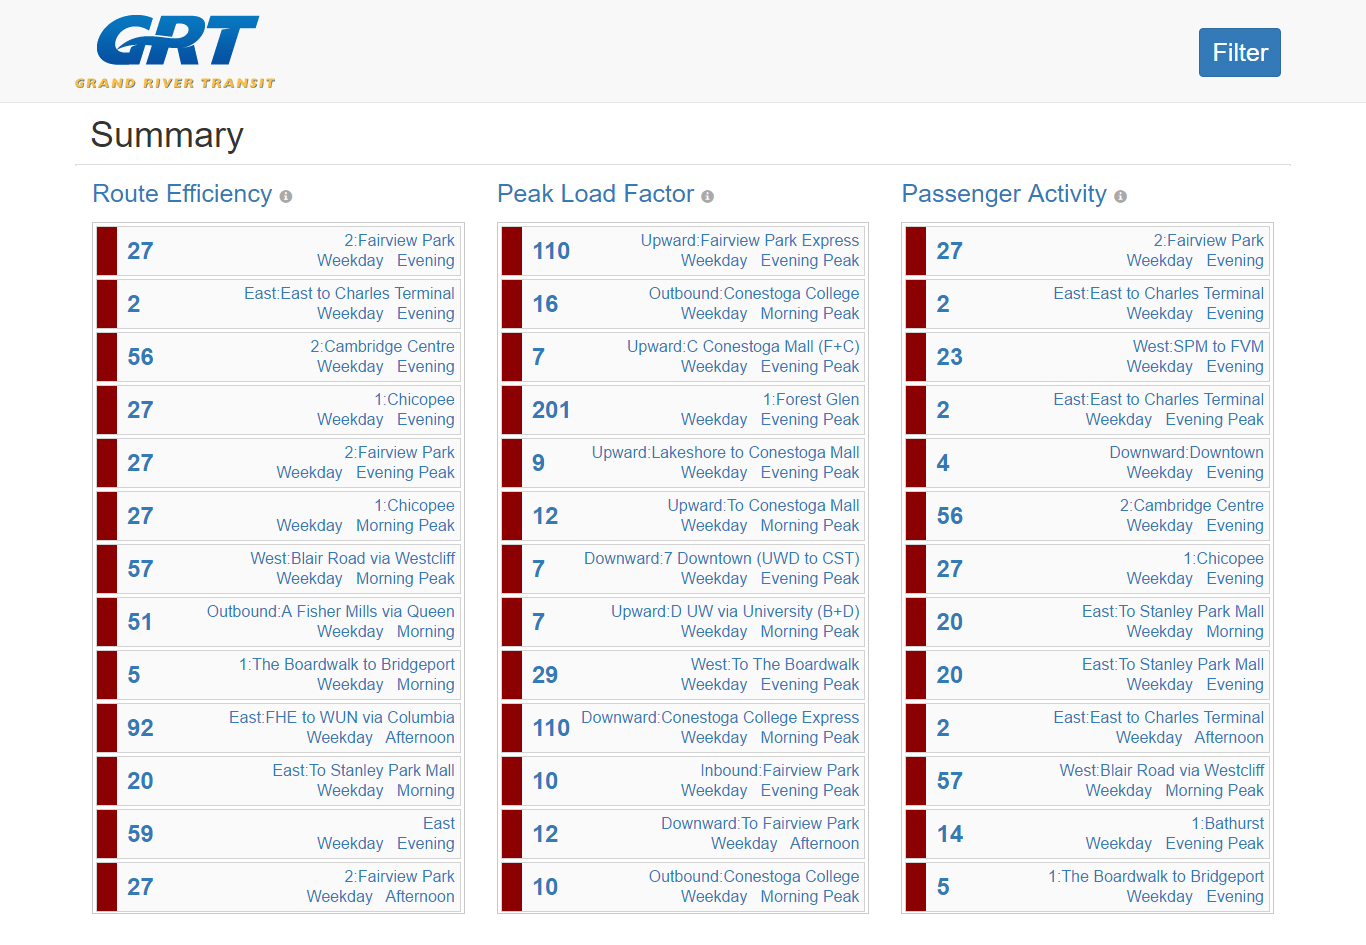 GRT
GRAND RIVER TRANSIT
Filter
Summary
Route Efficiency
27
2:Fairview Park
Weekday Evening
2
East:East to Charles Terminal
Weekday Evening
56
2:Cambridge Centre
Weekday Evening
27
1:Chicopee
Weekday Evening
27
2:Fairview Park
Weekday Evening Peak
27
1:Chicopee
Weekday Morning Peak
57
West:Blair Road via Westcliff
Weekday Morning Peak
51
Outbound:A Fisher Mills via Queen
Weekday Morning
5
1:The Boardwalk to Bridgeport
Weekday Morning
92
East:FHE to WUN via Columbia
Weekday Afternoon
20
East:To Stanley Park Mall
Weekday Morning
59
East
Weekday Evening
27
2:Fairview Park
Weekday Afternoon
Peak Load Factor
110
Upward:Fairview Park Express
Weekday Evening Peak
16
Outbound:Conestoga College
Weekday Morning Peak
7
Upward:C Conestoga Mall (F+C)
Weekday Evening Peak
201
1:Forest Glen
Weekday Evening Peak
9
Upward:Lakeshore to Conestoga Mall
Weekday Evening Peak
12
Upward:To Conestoga Mall
Weekday Morning Peak
7
Downward:7 Downtown (UWD to CST)
Weekday Evening Peak
7
Upward:D UW via University (B+D)
Weekday Morning Peak
29
West:To The Boardwalk
Weekday Evening Peak
110
Downward:Conestoga College Express
Weekday Morning Peak
10
Inbound:Fairview Park
Weekday Evening Peak
12
Downward:To Fairview Park
Weekday Afternoon
10
Outbound:Conestoga College
Weekday Morning Peak
Passenger Activity
27
2:Fairview Park
Weekday Evening
2
East:East to Charles Terminal
Weekday Evening
23
West:SPM to FVM
Weekday Evening
2
East:East to Charles Terminal
Weekday Evening Peak
4
Downward:Downtown
Weekday Evening
56
2:Cambridge Centre
Weekday Evening
27
1:Chicopee
Weekday Evening
20
East:To Stanley Park Mall
Weekday Morning
20
East:To Stanley Park Mall
Weekday Evening
2
East:East to Charles Terminal
Weekday Afternoon
57
West:Blair Road via Westcliff
Weekday Morning Peak
14
1:Bathurst
Weekday Evening Peak
5
1:The Boardwalk to Bridgeport
Weekday Evening